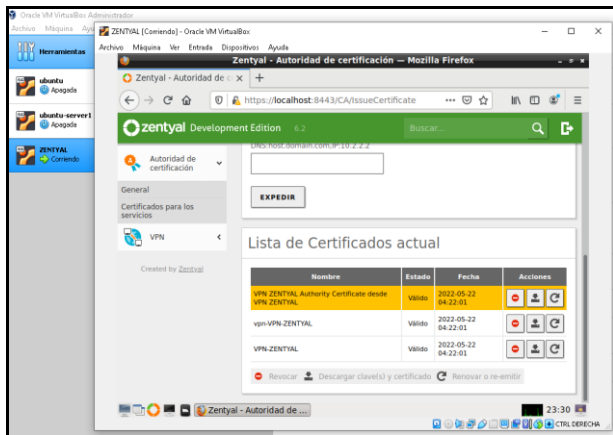 Oracle VM VirtualBox Administrador
Archivo Máquina Ayu
Herramientas
ubuntu
Apagada
ubuntu-server1
Apagada
ZENTYAL
Corriendo
ZENTYAL [Corriendo] - Oracle VM VirtualBox
Archivo Máquina Ver Entrada Dispositivos Ayuda
Zentyal - Autoridad de certificación — Mozilla Firefox
Zentyal - Autoridad de c
https://localhost:8443/CA/IssueCertificate
zentyal Development Edition 6.2
Buscar...
Autoridad de
certificación
General
Certificados para los
servicios
VPN
Created by Zentyal
DNS:host.domain.com,IP:10.2.2.2
EXPEDIR
Lista de Certificados actual
Nombre Estado Fecha Acciones
VPN ZENTYAL Authority Certificate desde
VPN ZENTYAL
Válido
2022-05-22
04:22:01
vpn-VPN-ZENTYAL
Válido
2022-05-22
04:22:01
VPN-ZENTYAL
Válido
2022-05-22
04:22:01
Revocar Descargar clave(s) y certificado Renovar o re-emitir
Zentyal - Autoridad de ...
23:30
CTRL DERECHA